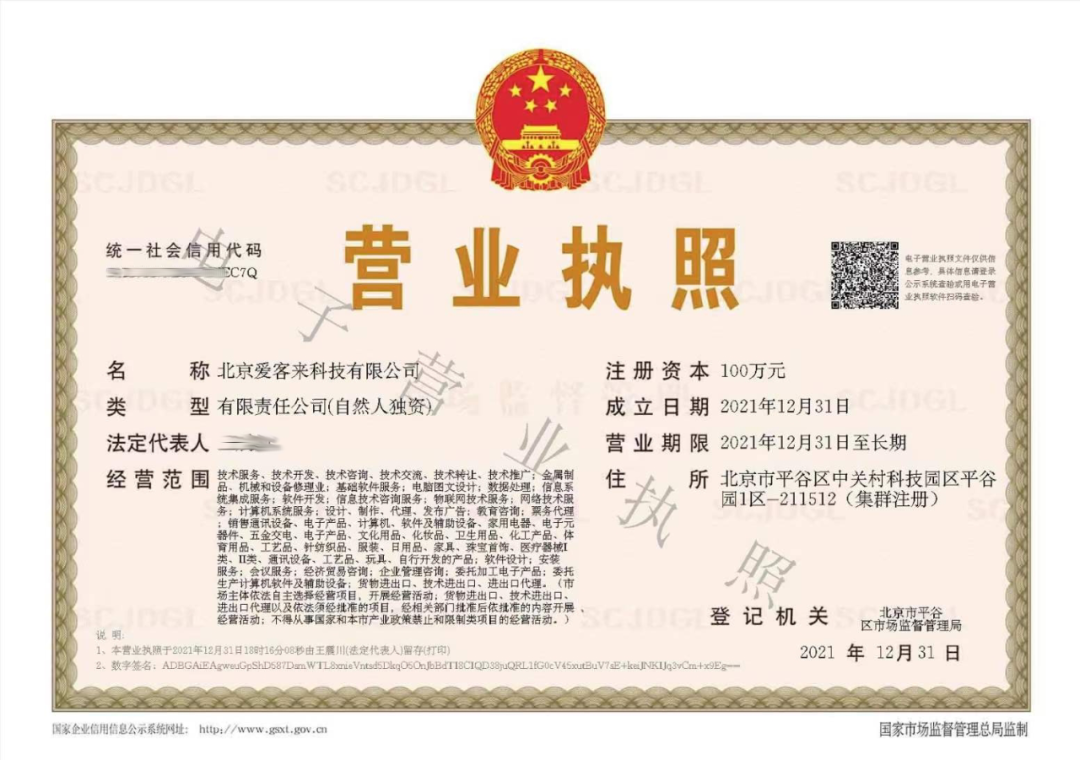 统一社会信用代码
EC7Q
营业执照
电子营业执照文件仅供信
息参考，具体信息请登录
公示系统查验或用电子营
业执照软件扫码查验。
名称 北京爱客来科技有限公司
类型 有限责任公司(自然人独资)
法定代表人
经营范围 技术服务、技术开发、技术咨询、技术交流、技术转让、技术推广；金属制
品、机械和设备修理业；基础软件服务；电脑图文设计；数据处理；信息系
统集成服务；软件开发；信息技术咨询服务；物联网技术服务；网络技术服
务；计算机系统服务；设计、制作、代理、发布广告；教育咨询；票务代理
；销售通讯设备、电子产品、计算机、软件及辅助设备、家用电器、电子元
器件、五金交电、电子产品、文化用品、化妆品、卫生用品、化工产品、体
育用品、工艺品、针纺织品、服装、日用品、家具、珠宝首饰、医疗器械I
类、II类、通讯设备、工艺品、玩具、自行开发的产品；软件设计；安装
服务；会议服务；经济贸易咨询；企业管理咨询；委托加工电子产品；委托
生产计算机软件及辅助设备；货物进出口、技术进出口、进出口代理。（市
场主体依法自主选择经营项目，开展经营活动；货物进出口、技术进出口、
进出口代理以及依法须经批准的项目，经相关部门批准后依批准的内容开展
经营活动；不得从事国家和本市产业政策禁止和限制类项目的经营活动。）
注册资本 100万元
成立日期 2021年12月31日
营业期限 2021年12月31日至长期
住所 北京市平谷区中关村科技园区平谷
园1区-211512（集群注册）
登记机关 北京市平谷
区市场监督管理局
2021 年 12月31 日
说 明:
1、本营业执照于2021年12月31日18时16分08秒由王震川(法定代表人)留存(打印)
2、数字签名：
国家企业信用信息公示系统网址： http://www.gsxt.gov.cn
国家市场监督管理总局监制
电子营业执照
SCJDGL